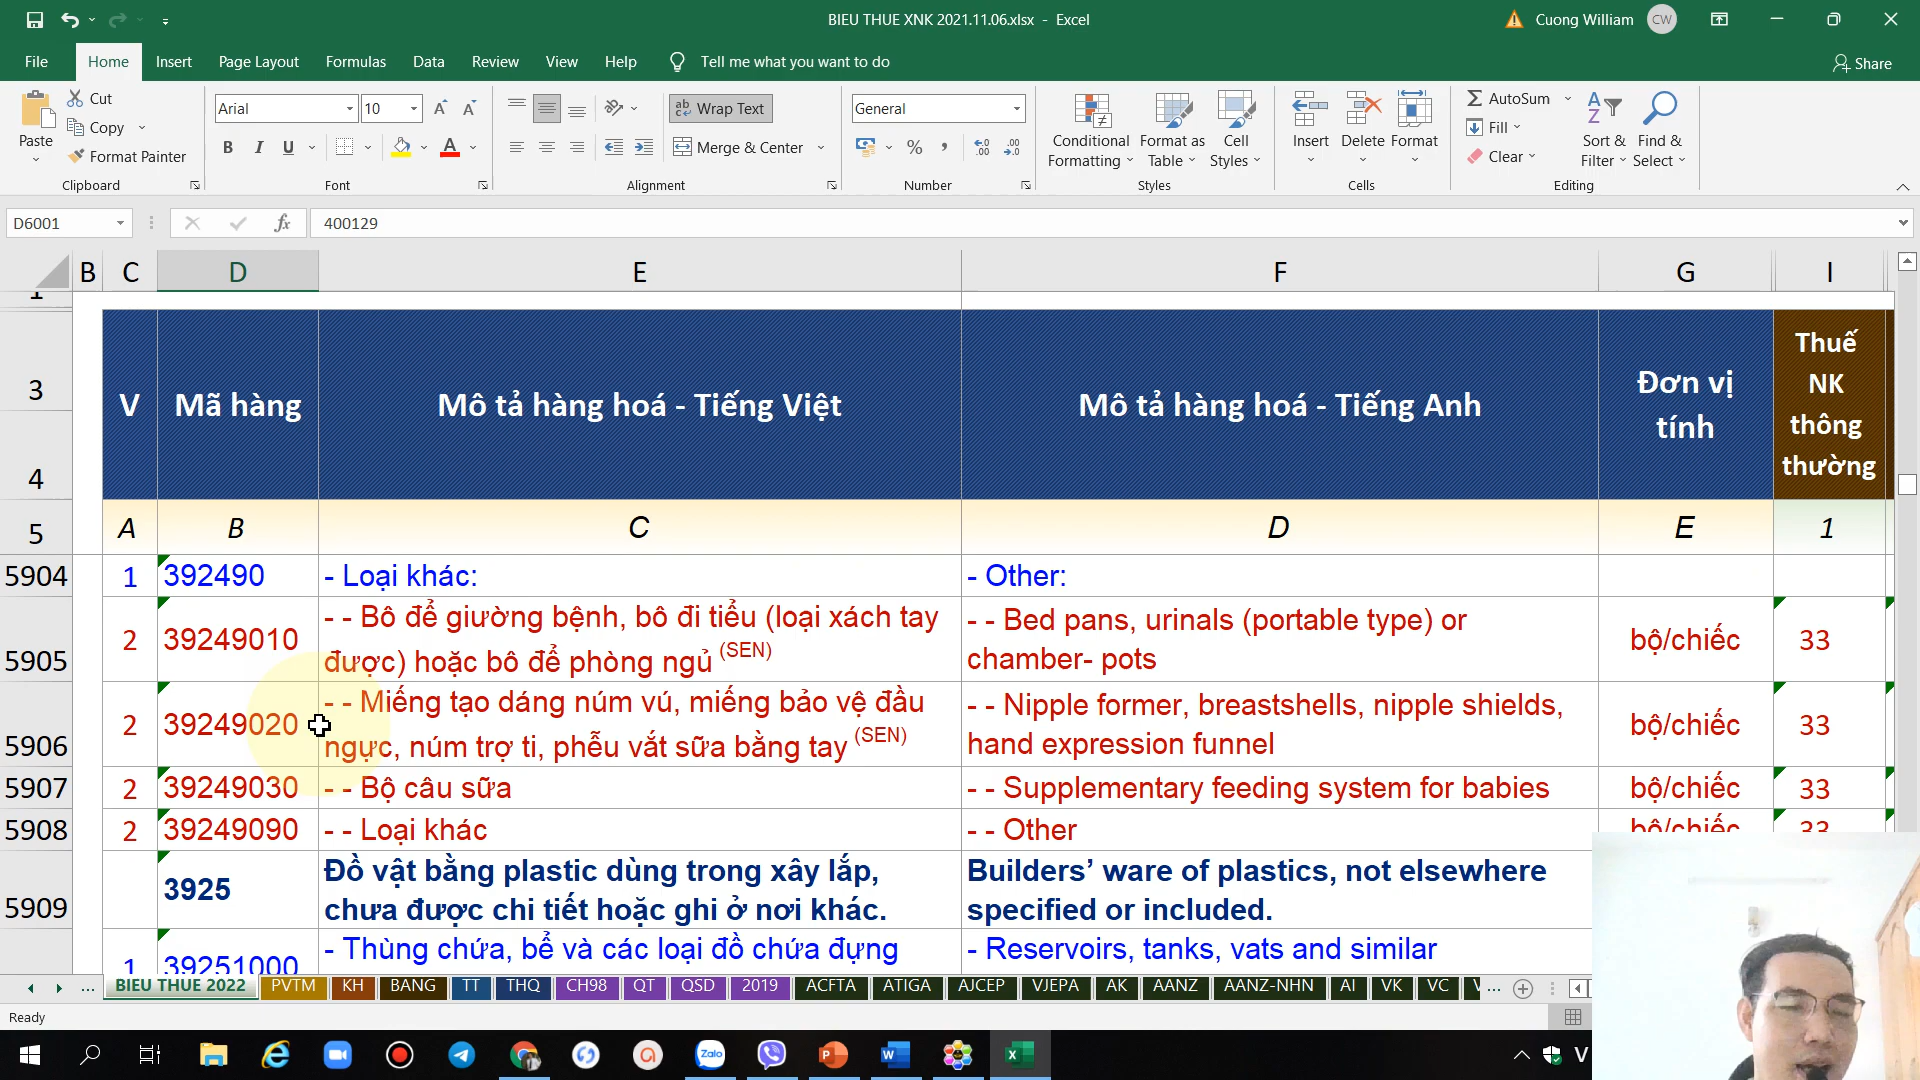 BIEU THUE XNK 2021.11.06.xlsx - Excel
Cuong William
CW
File Home Insert Page Layout Formulas Data Review View Help Tell me what you want to do
Share
Paste
Cut
Copy
Format Painter
Clipboard
Arial 10
B I U
Font
Wrap Text
Merge & Center
Alignment
General
Number
Conditional Formatting
Format as Table
Cell Styles
Styles
Insert
Delete
Format
Cells
AutoSum
Fill
Clear
Sort & Filter
Find & Select
Editing
D6001 fx 400129
B C D E F G I
1
3
4
V
Mã hàng
Mô tả hàng hoá - Tiếng Việt
Mô tả hàng hoá - Tiếng Anh
Đơn vị tính
Thuế NK thông thường
5 A B C D E 1
5904 1 392490 - Loại khác: - Other:
5905 2 39249010 - - Bô để giường bệnh, bô đi tiểu (loại xách tay được) hoặc bô để phòng ngủ (SEN) - - Bed pans, urinals (portable type) or chamber- pots bộ/chiếc 33
5906 2 39249020 - - Miếng tạo dáng núm vú, miếng bảo vệ đầu ngực, núm trợ ti, phễu vắt sữa bằng tay (SEN) - - Nipple former, breastshells, nipple shields, hand expression funnel bộ/chiếc 33
5907 2 39249030 - - Bộ câu sữa - - Supplementary feeding system for babies bộ/chiếc 33
5908 2 39249090 - - Loại khác - - Other bộ/chiếc 33
5909 3925 Đồ vật bằng plastic dùng trong xây lắp, chưa được chi tiết hoặc ghi ở nơi khác. Builders’ ware of plastics, not elsewhere specified or included.
1 39251000 - Thùng chứa, bể và các loại đồ chứa đựng - Reservoirs, tanks, vats and similar
... BIEU THUE 2022 PVTM KH BANG TT THQ CH98 QT QSD 2019 ACFTA ATIGA AJCEP VJEPA AK AANZ AANZ-NHN AI VK VC ...
Ready
Zalo
V